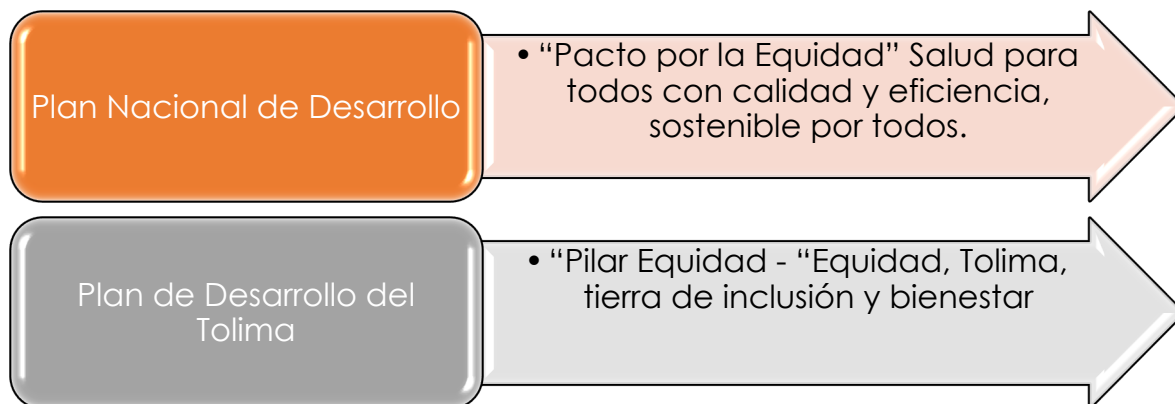 Plan Nacional de Desarrollo
• “Pacto por la Equidad” Salud para
todos con calidad y eficiencia,
sostenible por todos.
Plan de Desarrollo del
Tolima
• “Pilar Equidad - “Equidad, Tolima,
tierra de inclusión y bienestar